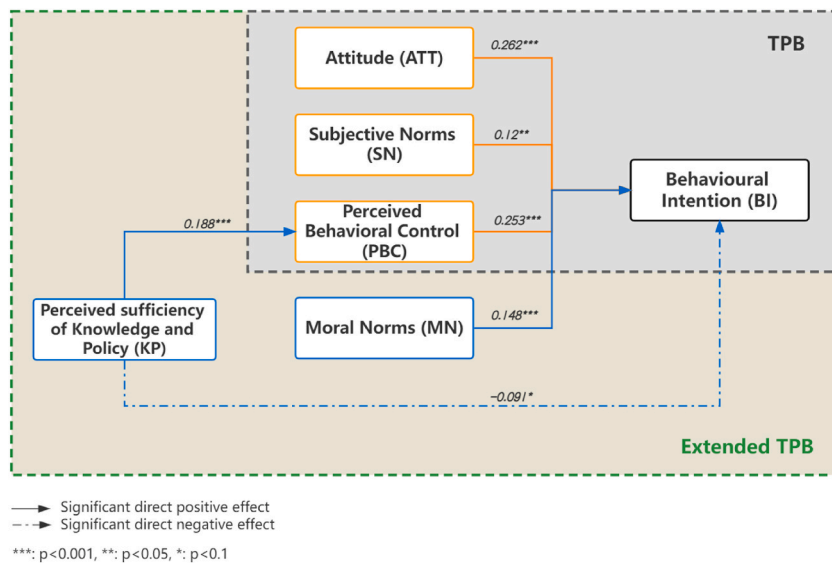 TPB
Attitude (ATT)
0.262***
Subjective Norms
(SN)
0.12**
Behavioural
Intention (BI)
Perceived
Behavioral Control
(PBC)
0.188***
0.253***
Perceived sufficiency
of Knowledge and
Policy (KP)
Moral Norms (MN)
0.148***
-0.091*
Extended TPB
Significant direct positive effect
Significant direct negative effect
***: p<0.001, **: p<0.05, *: p<0.1